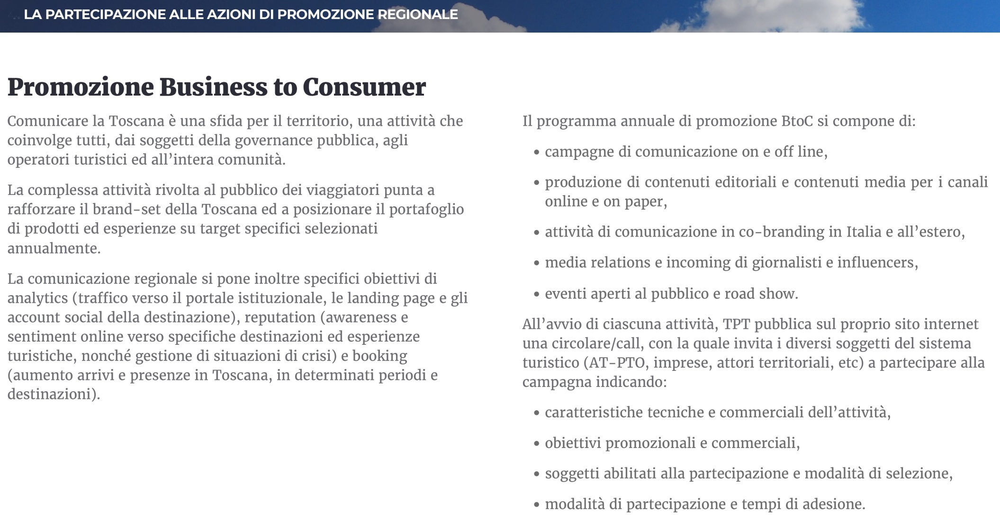 LA PARTECIPAZIONE ALLE AZIONI DI PROMOZIONE REGIONALE
Promozione Business to Consumer
Comunicare la Toscana è una sfida per il territorio, una attività che
coinvolge tutti, dai soggetti della governance pubblica, agli
operatori turistici ed all’intera comunità.
La complessa attività rivolta al pubblico dei viaggiatori punta a
rafforzare il brand-set della Toscana ed a posizionare il portafoglio
di prodotti ed esperienze su target specifici selezionati
annualmente.
La comunicazione regionale si pone inoltre specifici obiettivi di
analytics (traffico verso il portale istituzionale, le landing page e gli
account social della destinazione), reputation (awareness e
sentiment online verso specifiche destinazioni ed esperienze
turistiche, nonché gestione di situazioni di crisi) e booking
(aumento arrivi e presenze in Toscana, in determinati periodi e
destinazioni).
Il programma annuale di promozione BtoC si compone di:
• campagne di comunicazione on e off line,
• produzione di contenuti editoriali e contenuti media per i canali
online e on paper,
• attività di comunicazione in co-branding in Italia e all’estero,
• media relations e incoming di giornalisti e influencers,
• eventi aperti al pubblico e road show.
All’avvio di ciascuna attività, TPT pubblica sul proprio sito internet
una circolare/call, con la quale invita i diversi soggetti del sistema
turistico (AT-PTO, imprese, attori territoriali, etc) a partecipare alla
campagna indicando:
• caratteristiche tecniche e commerciali dell’attività,
• obiettivi promozionali e commerciali,
• soggetti abilitati alla partecipazione e modalità di selezione,
• modalità di partecipazione e tempi di adesione.